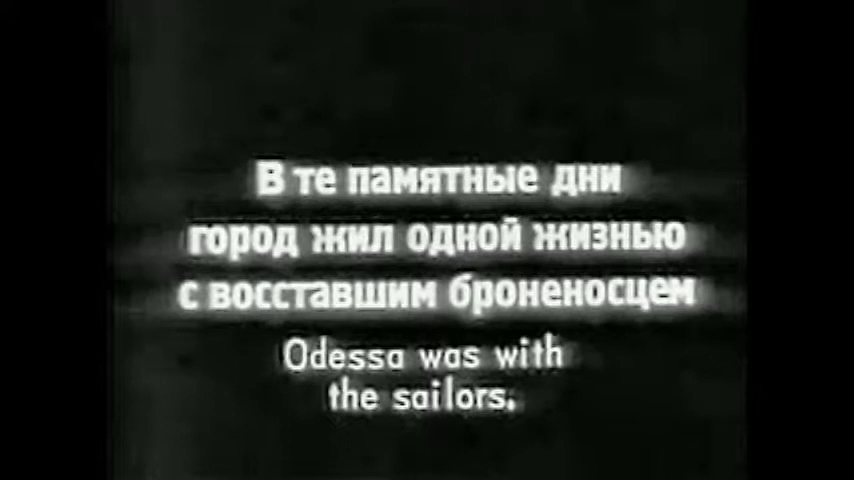 В те памятные дни
город жил одной жизнью
с восставшим броненосцем
Odessa was with
the sailors.